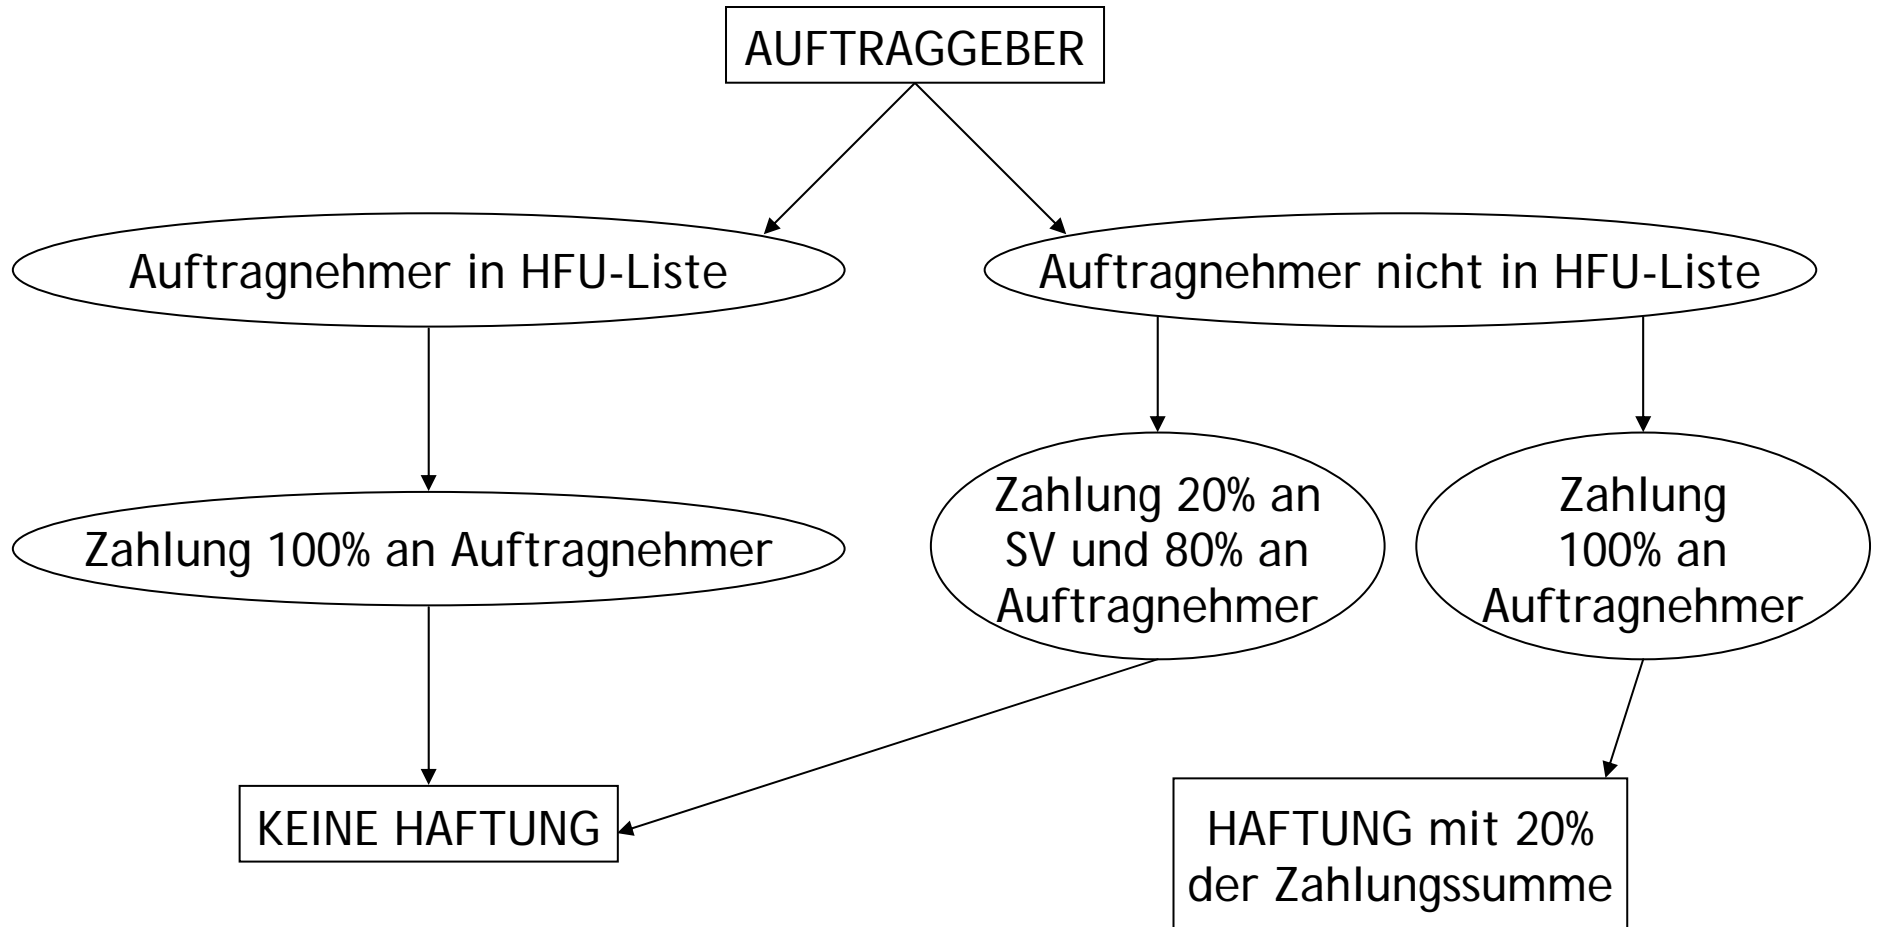 AUFTRAGGEBER
Auftragnehmer in HFU-Liste
Auftragnehmer nicht in HFU-Liste
Zahlung 100% an Auftragnehmer
Zahlung 20% an
SV und 80% an
Auftragnehmer
Zahlung
100% an
Auftragnehmer
KEINE HAFTUNG
HAFTUNG mit 20%
der Zahlungssumme